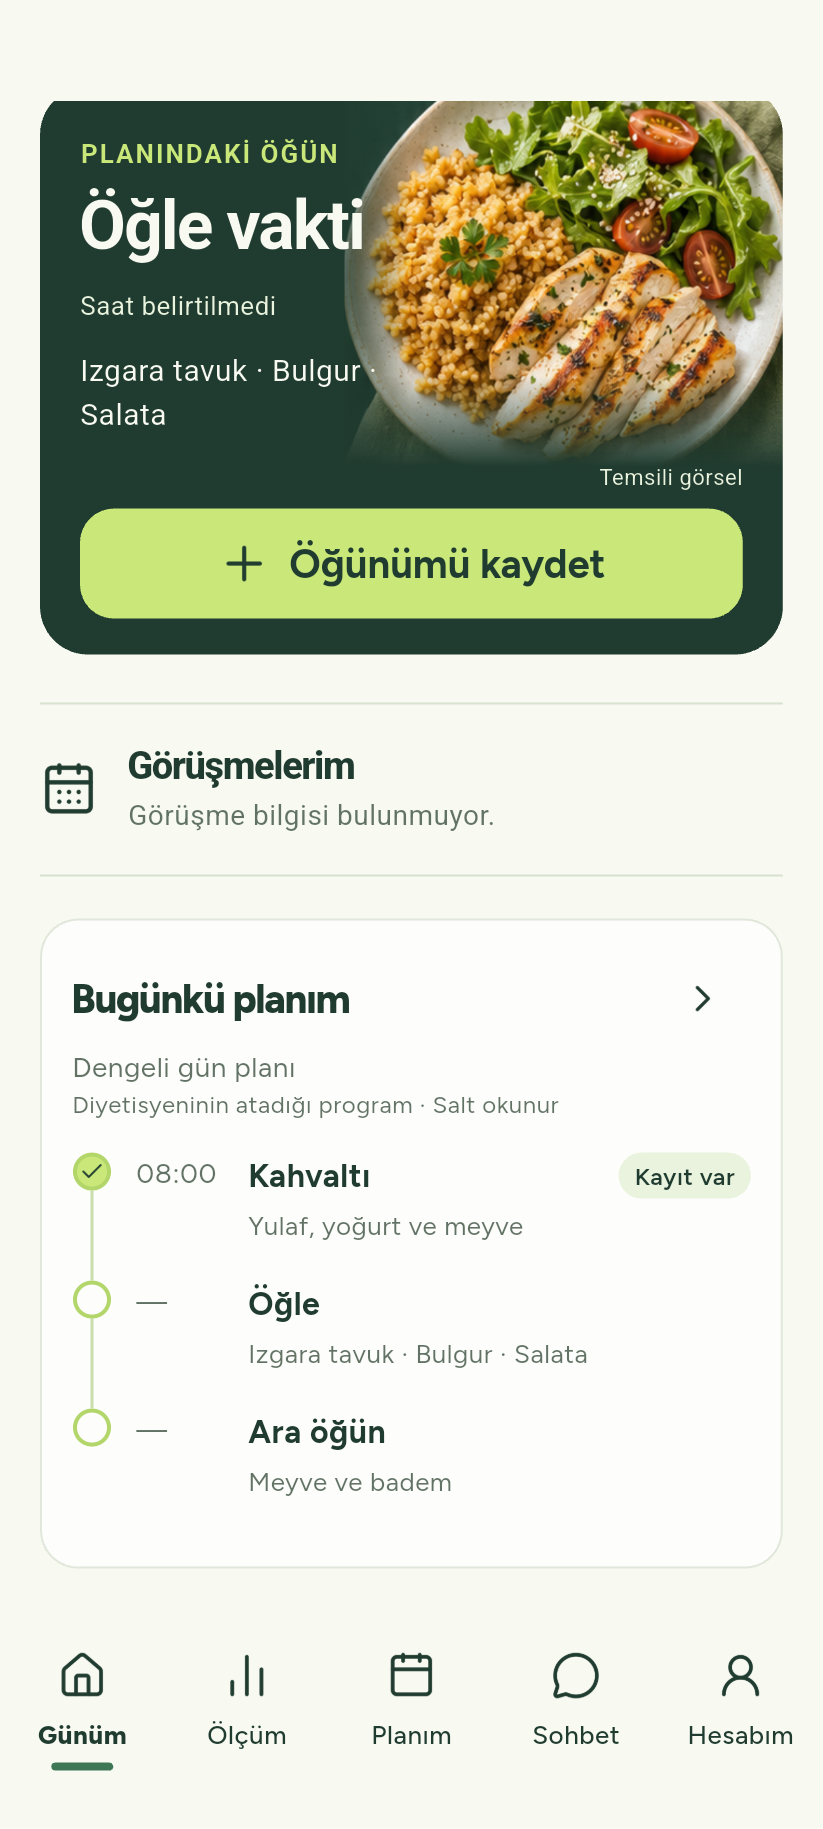 PLANINDAKİ ÖĞÜN
Öğle vakti
Saat belirtilmedi
Izgara tavuk · Bulgur ·
Salata
Temsili görsel
Öğünümü kaydet
Görüşmelerim
Görüşme bilgisi bulunmuyor.
Bugünkü planım
Dengeli gün planı
Diyetisyeninin atadığı program · Salt okunur
08:00 Kahvaltı Kayıt var
Yulaf, yoğurt ve meyve
— Öğle
Izgara tavuk · Bulgur · Salata
— Ara öğün
Meyve ve badem
Günüm Ölçüm Planım Sohbet Hesabım